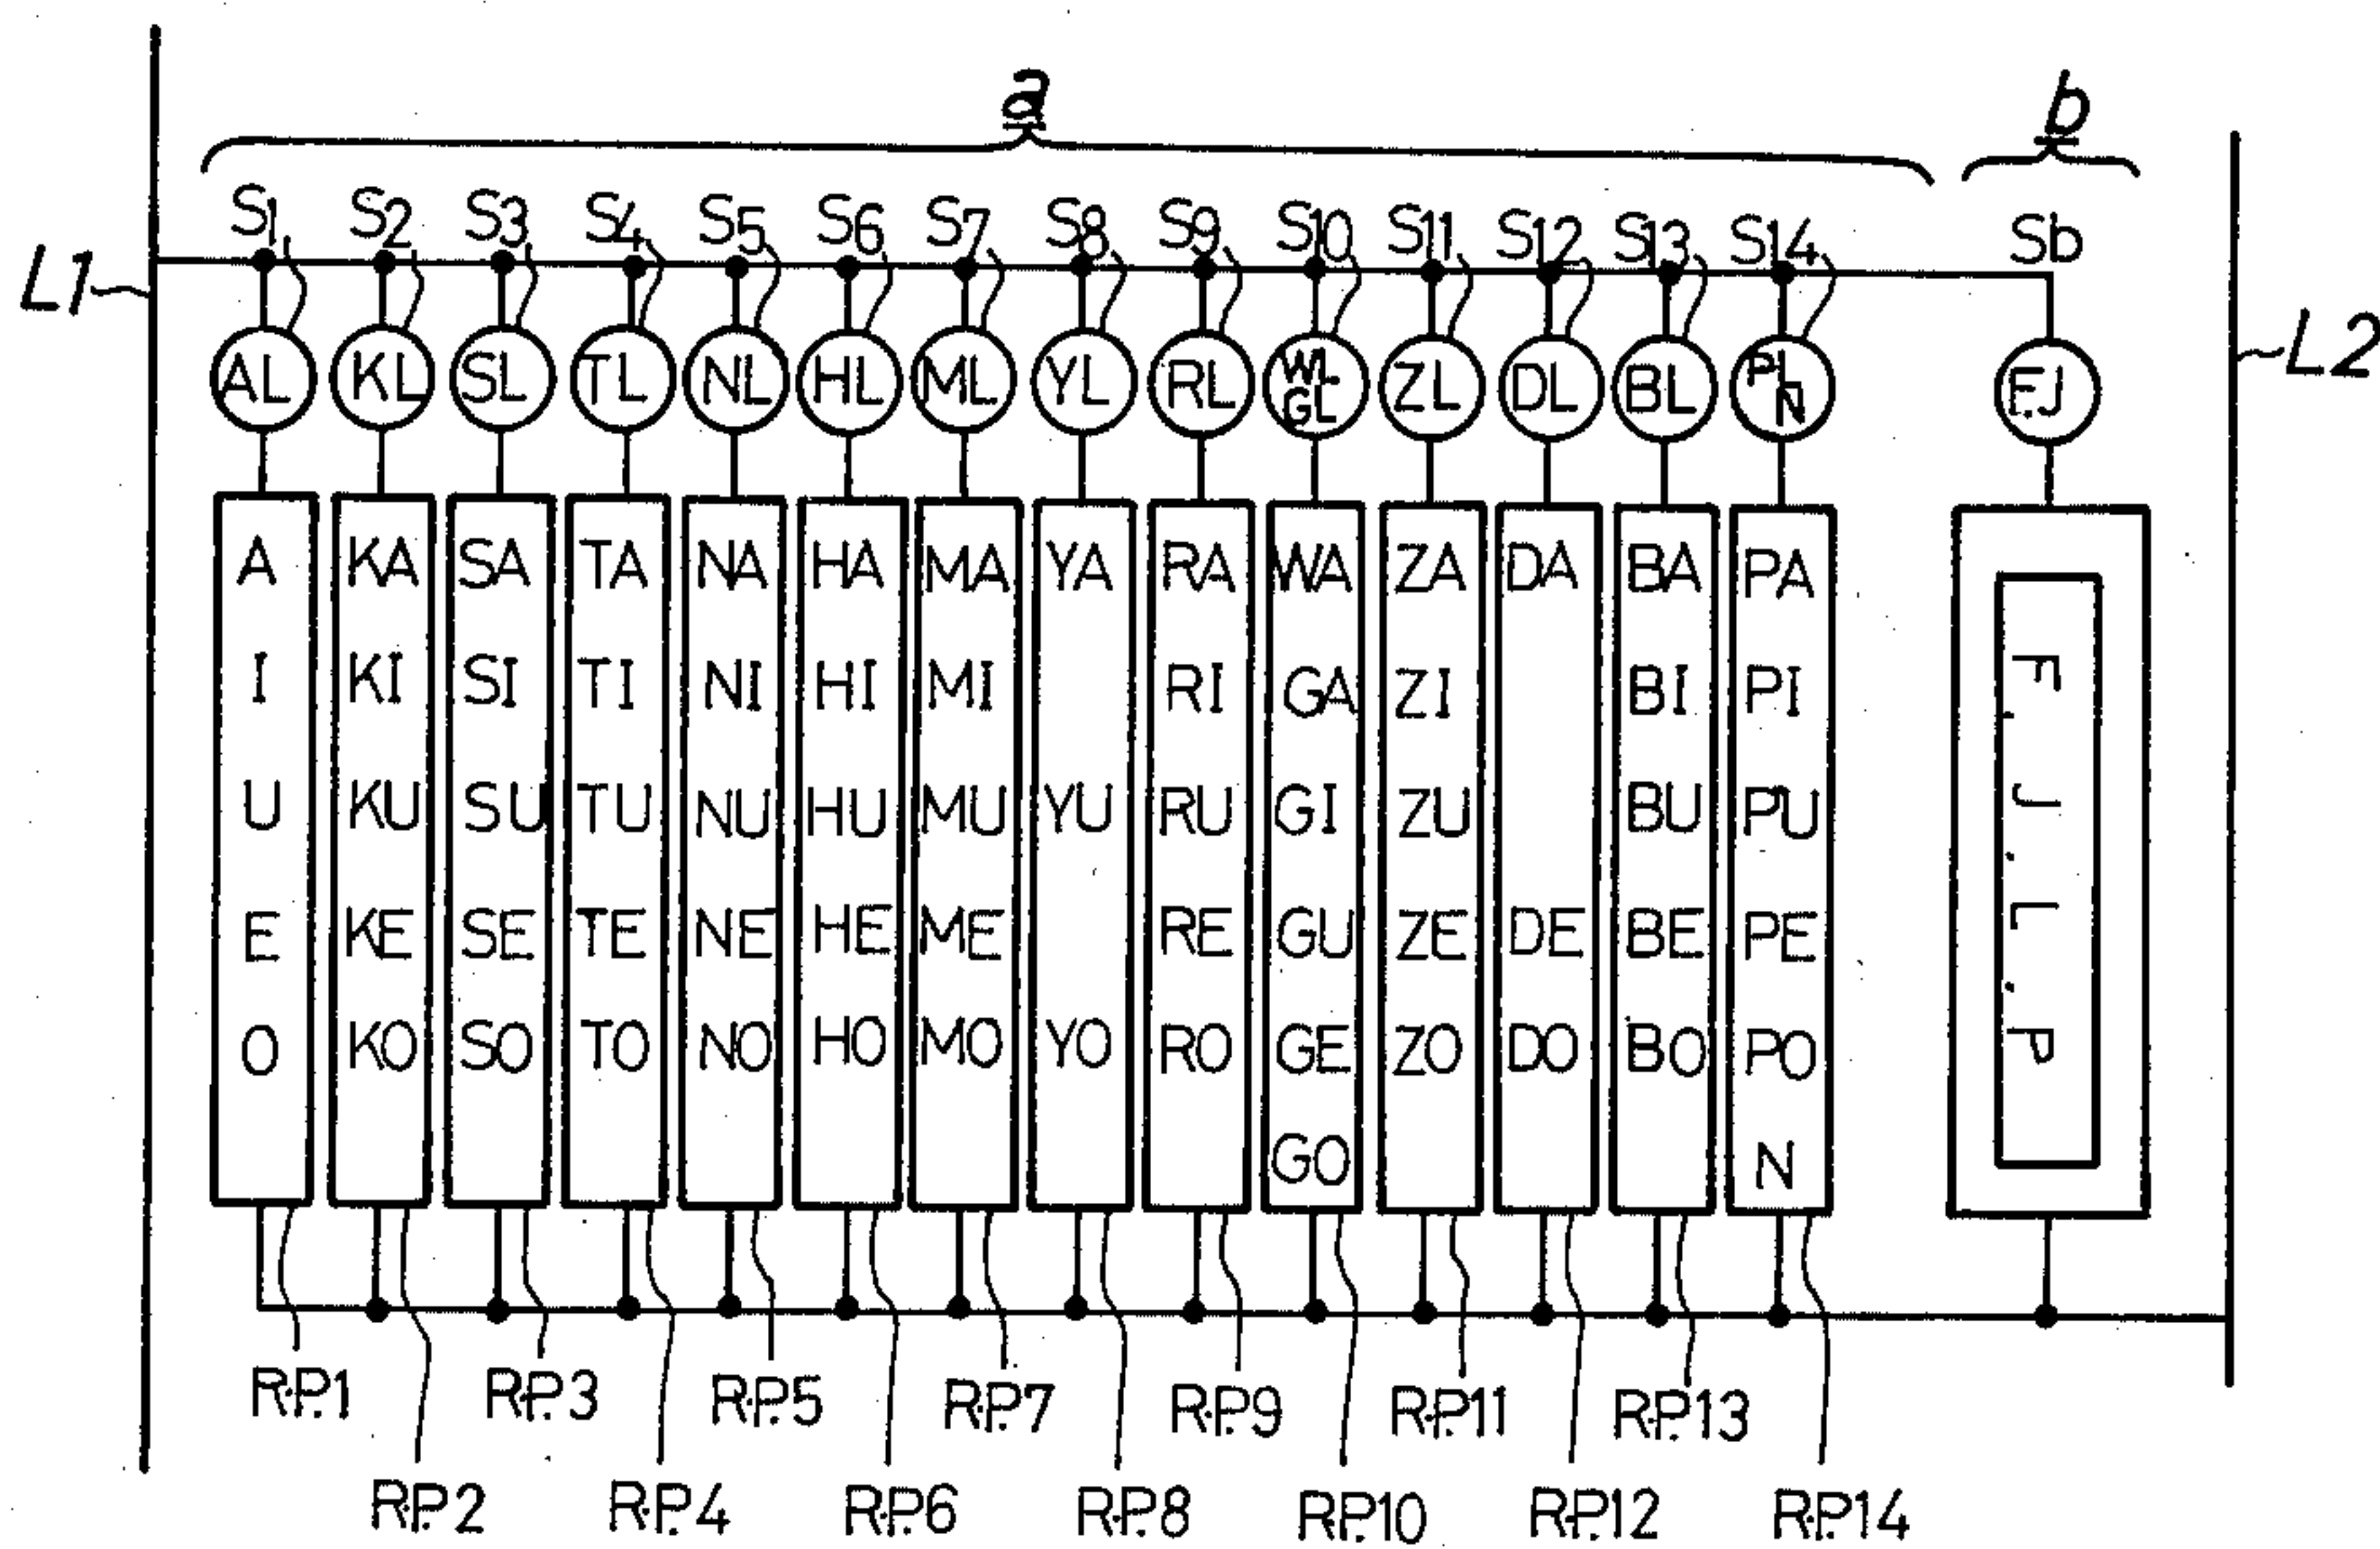 a b
S1 S2 S3 S4 S5 S6 S7 S8 S9 S10 S11 S12 S13 S14 Sb
L1 L2
AL KL SL TL NL HL ML YL RL WL.GL ZL DL BL PL N F.J
A KA SA TA NA HA MA YA RA WA ZA DA BA PA
I KI SI TI NI HI MI RI GA ZI BI PI
U KU SU TU NU HU MU YU RU GI ZU BU PU
E KE SE TE NE HE ME RE GU ZE DE BE PE
O KO SO TO NO HO MO YO RO GE ZO DO BO PO
GO N
F.J.L.P
R.P.1 R.P.3 R.P.5 R.P.7 R.P.9 R.P.11 R.P.13
R.P.2 R.P.4 R.P.6 R.P.8 R.P.10 R.P.12 R.P.14